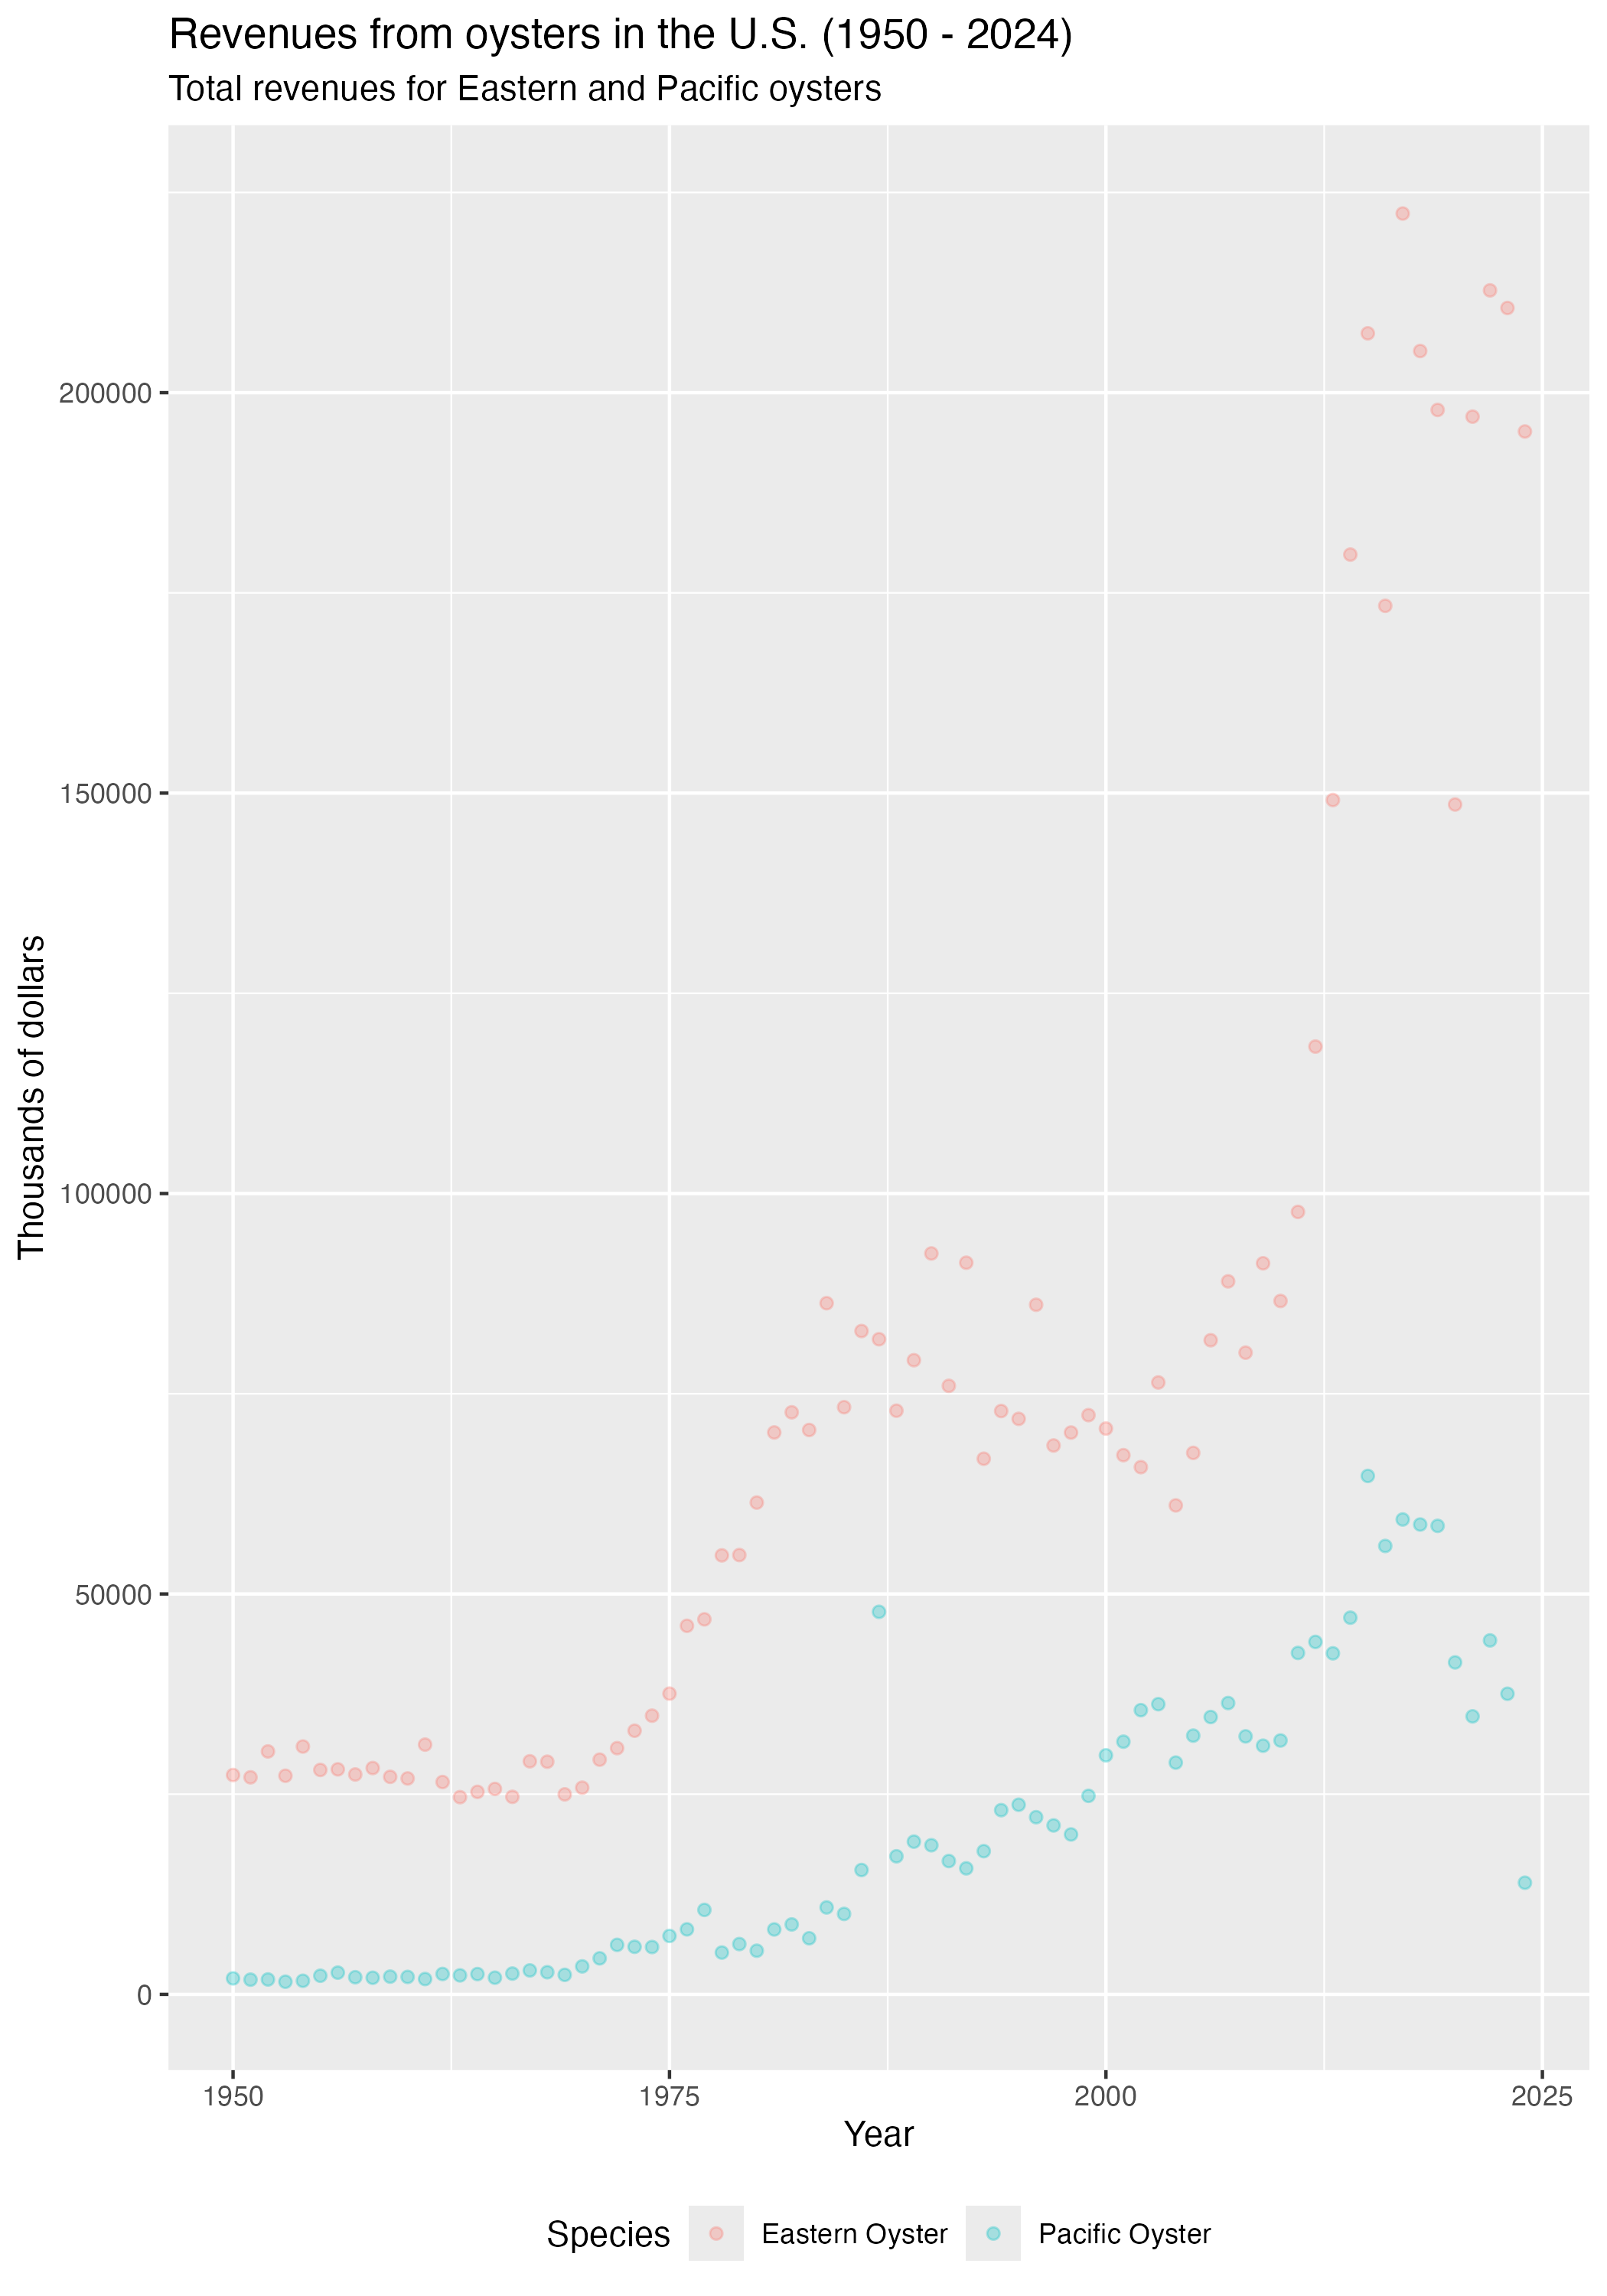 Revenues from oysters in the U.S. (1950 - 2024)
Total revenues for Eastern and Pacific oysters
Thousands of dollars
200000
150000
100000
50000
0
1950 1975 2000 2025
Year
Species Eastern Oyster Pacific Oyster